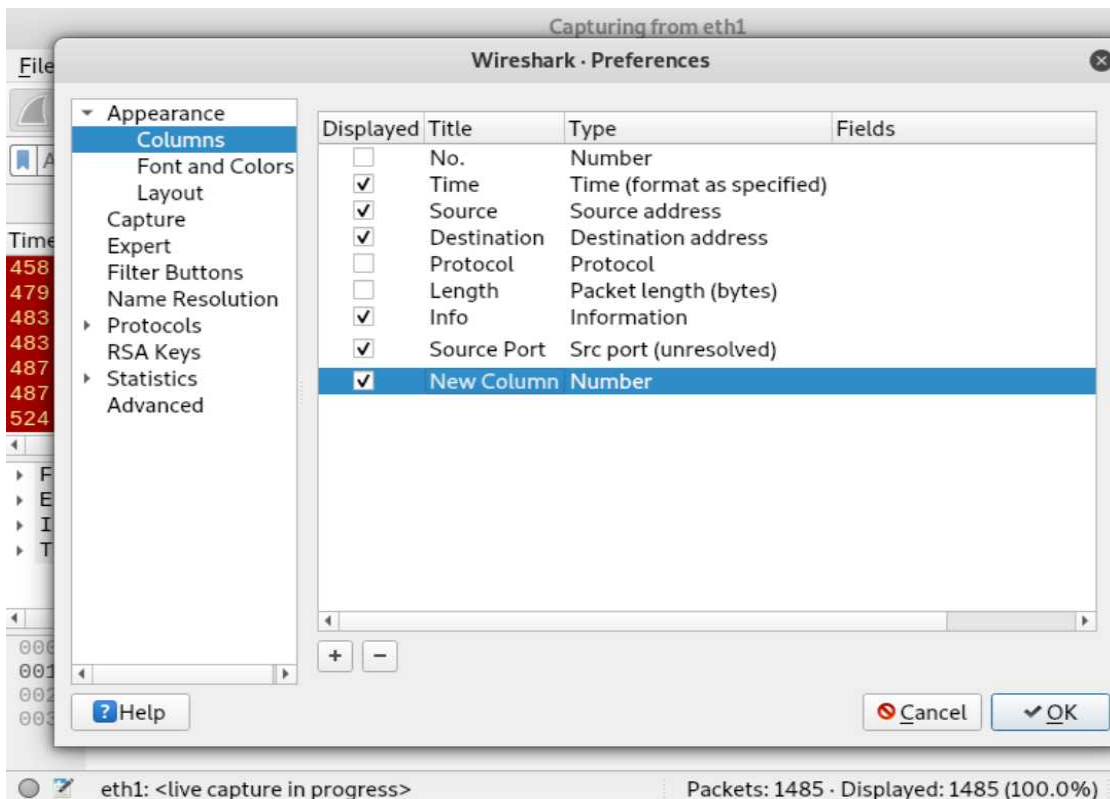 Capturing from eth1
Wireshark · Preferences
File
Appearance
Columns
Font and Colors
Layout
Capture
Expert
Filter Buttons
Name Resolution
Protocols
RSA Keys
Statistics
Advanced
Displayed Title Type Fields
No. Number
Time Time (format as specified)
Source Source address
Destination Destination address
Protocol Protocol
Length Packet length (bytes)
Info Information
Source Port Src port (unresolved)
New Column Number
Time
458
479
483
483
487
487
524
F
E
I
T
000
001
002
003
+ −
Help Cancel OK
eth1: <live capture in progress> Packets: 1485 · Displayed: 1485 (100.0%)